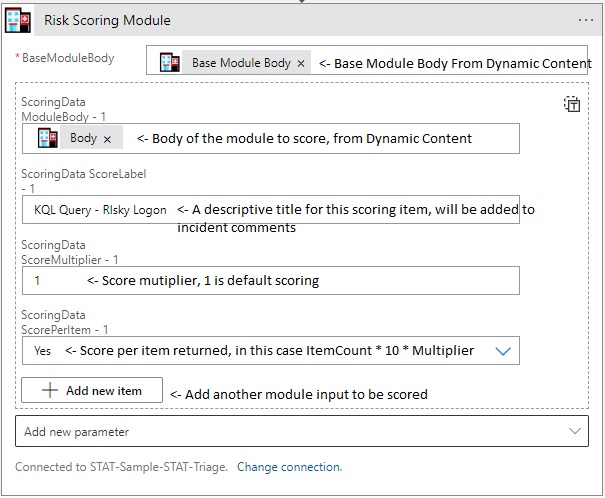 Risk Scoring Module
* BaseModuleBody
Base Module Body × <- Base Module Body From Dynamic Content
ScoringData
ModuleBody - 1
Body × <- Body of the module to score, from Dynamic Content
ScoringData ScoreLabel
- 1
KQL Query - RIsky Logon <- A descriptive title for this scoring item, will be added to
incident comments
ScoringData
ScoreMultiplier - 1
1 <- Score mutiplier, 1 is default scoring
ScoringData
ScorePerItem - 1
Yes <- Score per item returned, in this case ItemCount * 10 * Multiplier
Add new item <- Add another module input to be scored
Add new parameter
Connected to STAT-Sample-STAT-Triage. Change connection.